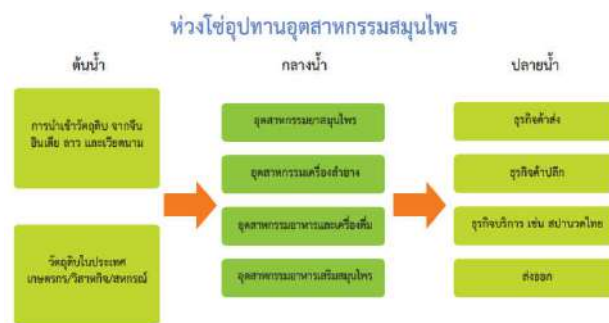 ห่วงโซ่อุปทานอุตสาหกรรมสมุนไพร
ต้นน้ำ
การนำเข้าวัตถุดิบ จากจีน
อินเดีย ลาว และเวียดนาม
วัตถุดิบในประเทศ
เกษตรกร/วิสาหกิจ/สหกรณ์
กลางน้ำ
อุตสาหกรรมยาสมุนไพร
อุตสาหกรรมเครื่องสำอาง
อุตสาหกรรมอาหารและเครื่องดื่ม
อุตสาหกรรมอาหารเสริมสมุนไพร
ปลายน้ำ
ธุรกิจค้าส่ง
ธุรกิจค้าปลีก
ธุรกิจบริการ เช่น สปานวดไทย
ส่งออก